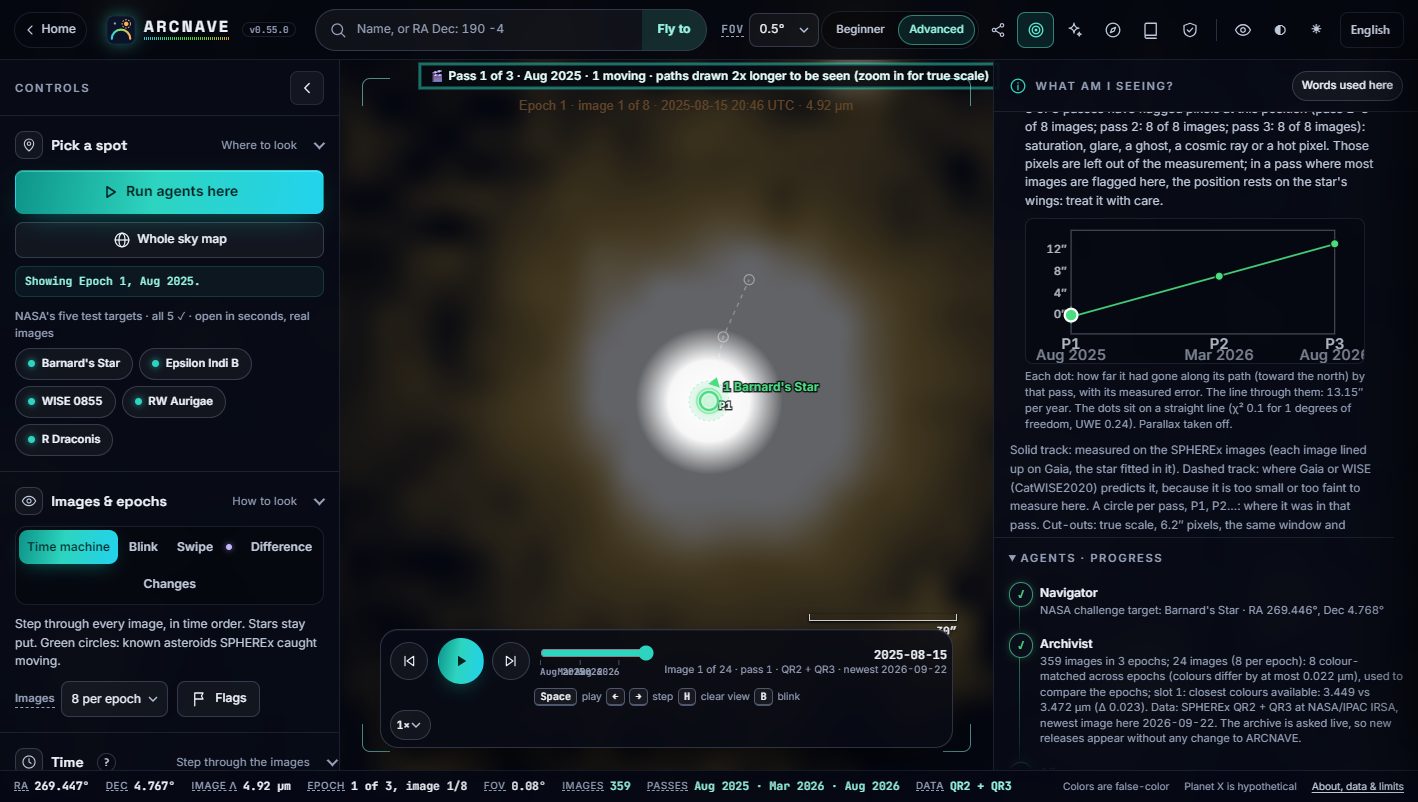 Home
ARCNAVE
v0.55.0
Name, or RA Dec: 190 -4
Fly to
FOV
0.5°
Beginner
Advanced
English
CONTROLS
Pick a spot
Where to look
Run agents here
Whole sky map
Showing Epoch 1, Aug 2025.
NASA's five test targets · all 5 ✓ · open in seconds, real
images
Barnard's Star
Epsilon Indi B
WISE 0855
RW Aurigae
R Draconis
Images & epochs
How to look
Time machine
Blink
Swipe
Difference
Changes
Step through every image, in time order. Stars stay
put. Green circles: known asteroids SPHEREx caught
moving.
Images
8 per epoch
Flags
Time
?
Step through the images
Pass 1 of 3 · Aug 2025 · 1 moving · paths drawn 2x longer to be seen (zoom in for true scale)
Epoch 1 · image 1 of 8 · 2025-08-15 20:46 UTC · 4.92 µm
1 Barnard's Star
P1
2025-08-15
Image 1 of 24 · pass 1 · QR2 + QR3 · newest 2026-09-22
Space play ← → step H clear view B blink
1×
WHAT AM I SEEING?
Words used here
of 8 images; pass 2: 8 of 8 images; pass 3: 8 of 8 images):
saturation, glare, a ghost, a cosmic ray or a hot pixel. Those
pixels are left out of the measurement; in a pass where most
images are flagged here, the position rests on the star's
wings: treat it with care.
12″
8″
4″
0″
P1
P2
P3
Aug 2025
Mar 2026
Aug 2026
Each dot: how far it had gone along its path (toward the north) by
that pass, with its measured error. The line through them: 13.15″
per year. The dots sit on a straight line (χ² 0.1 for 1 degrees of
freedom, UWE 0.24). Parallax taken off.
Solid track: measured on the SPHEREx images (each image lined
up on Gaia, the star fitted in it). Dashed track: where Gaia or WISE
(CatWISE2020) predicts it, because it is too small or too faint to
measure here. A circle per pass, P1, P2...: where it was in that
pass. Cut-outs: true scale, 6.2″ pixels, the same window and
AGENTS · PROGRESS
Navigator
NASA challenge target: Barnard's Star · RA 269.446°, Dec 4.768°
Archivist
359 images in 3 epochs; 24 images (8 per epoch): 8 colour-
matched across epochs (colours differ by at most 0.022 µm), used to
compare the epochs; slot 1: closest colours available: 3.449 vs
3.472 µm (Δ 0.023). Data: SPHEREx QR2 + QR3 at NASA/IPAC IRSA,
newest image here 2026-09-22. The archive is asked live, so new
releases appear without any change to ARCNAVE.
RA 269.447°
DEC 4.767°
IMAGE Λ 4.92 µm
EPOCH 1 of 3, image 1/8
FOV 0.08°
IMAGES 359
PASSES Aug 2025 · Mar 2026 · Aug 2026
DATA QR2 + QR3
Colors are false-color
Planet X is hypothetical
About, data & limits